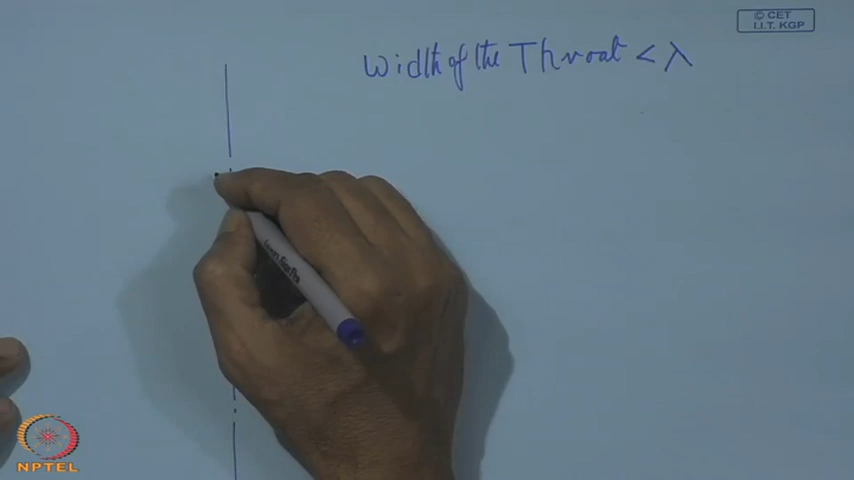 © CET
I.I.T. KGP
Width of the Throat < λ
NPTEL